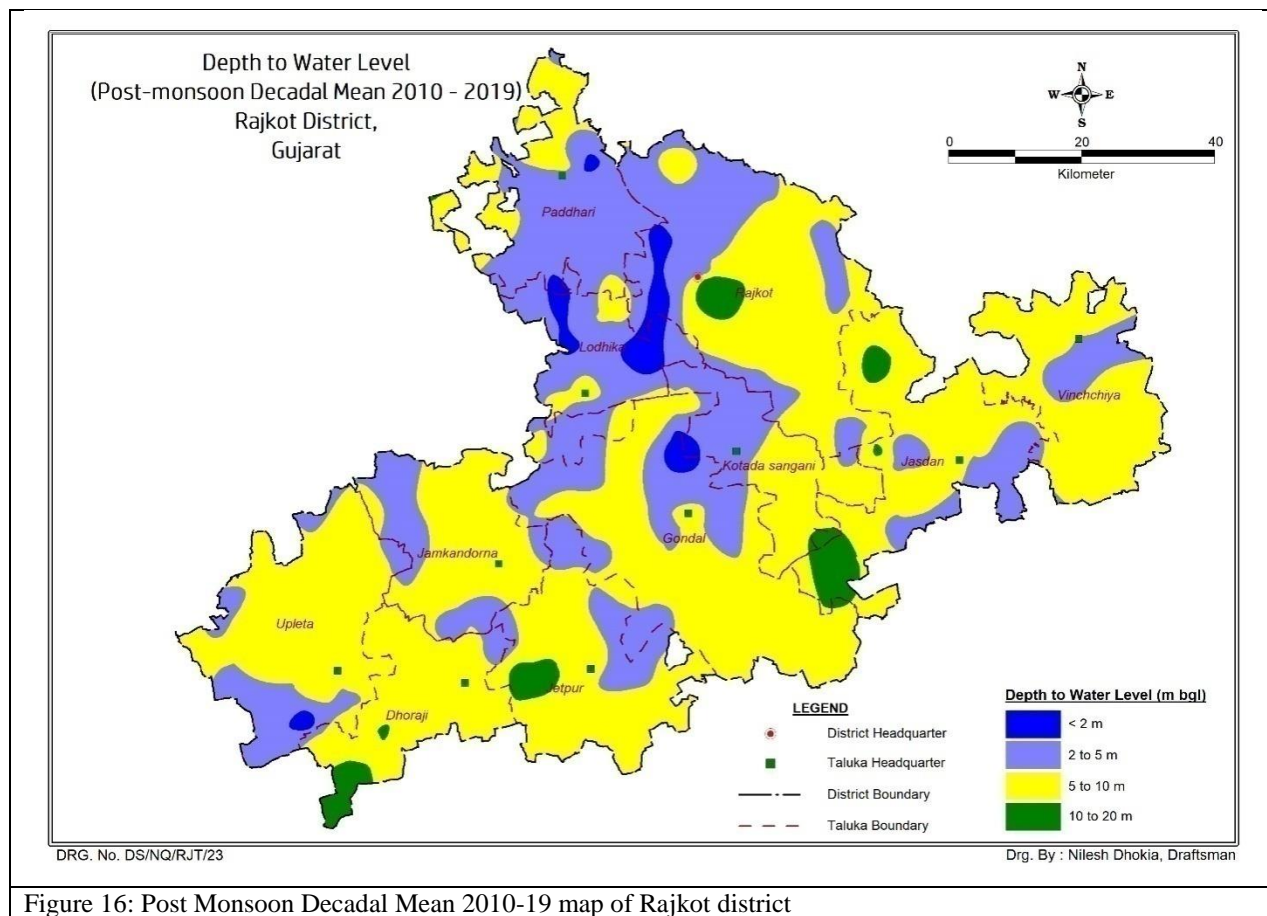 Depth to Water Level
(Post-monsoon Decadal Mean 2010 - 2019)
Rajkot District,
Gujarat
N
W E
S
0 20 40
Kilometer
Paddhari
Rajkot
Lodhika
Vinchchiya
Kotada sangani
Jasdan
Gondal
Jamkandorna
Upleta
Jetpur
Dhoraji
LEGEND
District Headquarter
Taluka Headquarter
District Boundary
Taluka Boundary
Depth to Water Level (m bgl)
< 2 m
2 to 5 m
5 to 10 m
10 to 20 m
DRG. No. DS/NQ/RJT/23
Drg. By : Nilesh Dhokia, Draftsman
Figure 16: Post Monsoon Decadal Mean 2010-19 map of Rajkot district